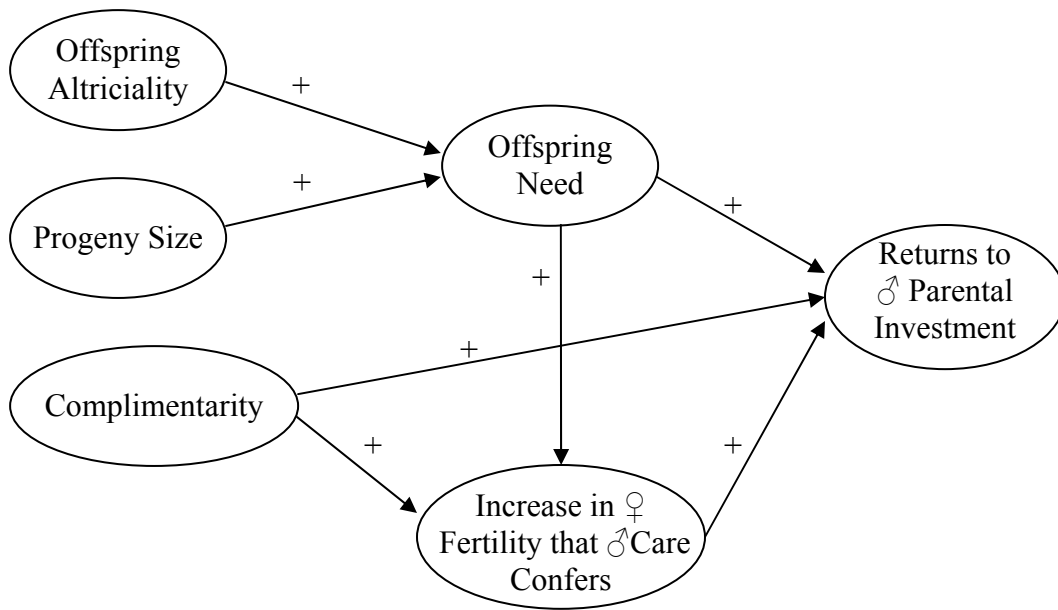 Offspring
Altriciality
+
Offspring
Need
+
Progeny Size
+
Returns to
♂ Parental
Investment
+
+
Complimentarity
+
+
Increase in ♀
Fertility that ♂Care
Confers